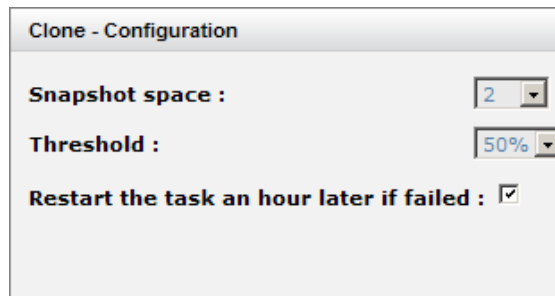 Clone - Configuration
Snapshot space : 2
Threshold : 50%
Restart the task an hour later if failed :